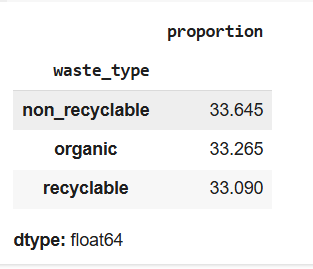 proportion
waste_type
non_recyclable 33.645
organic 33.265
recyclable 33.090
dtype: float64